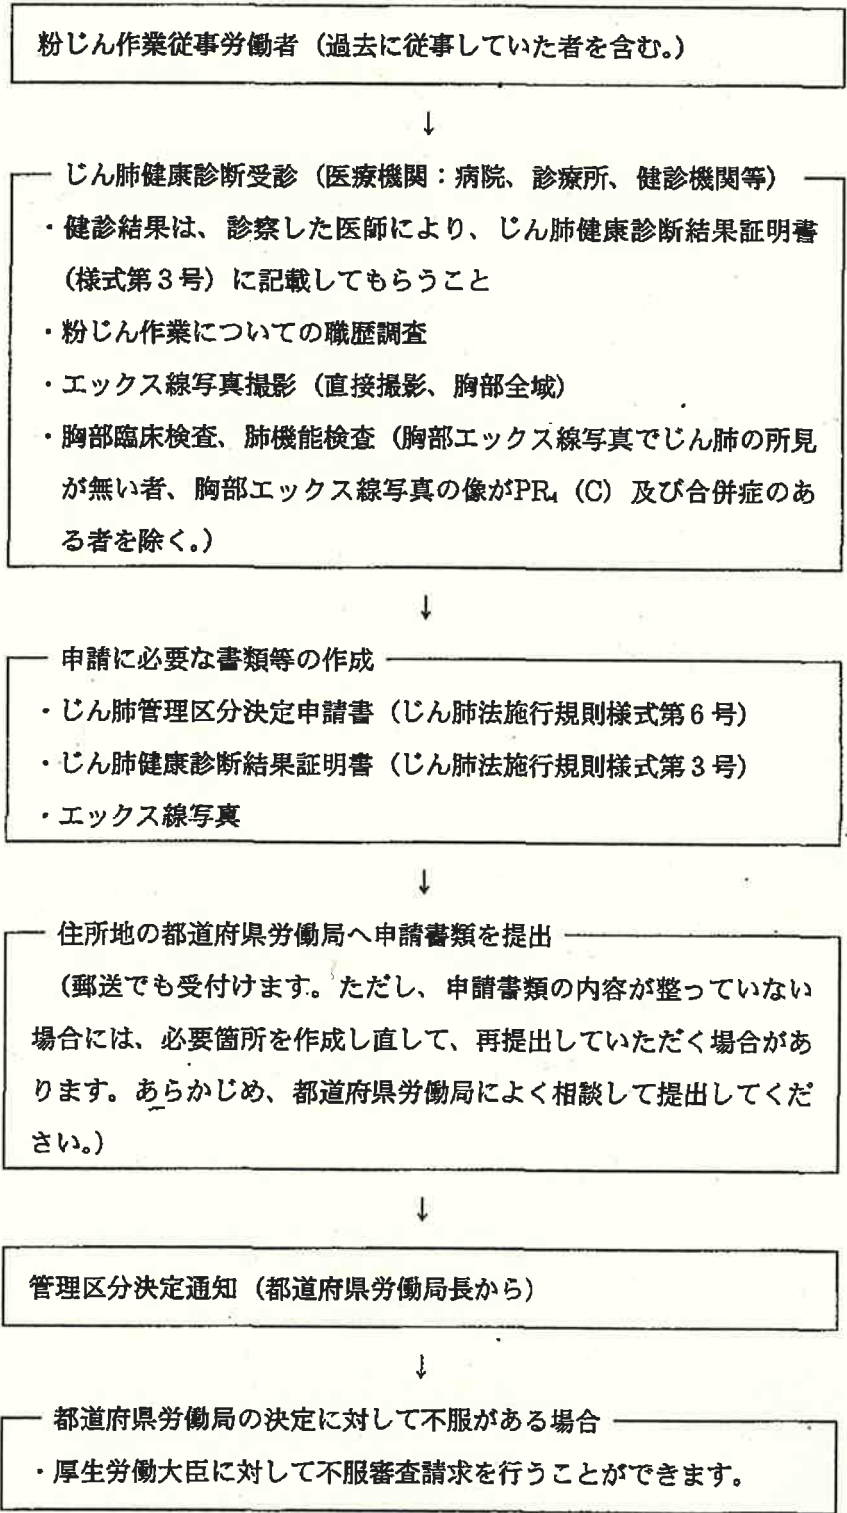 粉じん作業従事労働者（過去に従事していた者を含む。）
↓
じん肺健康診断受診（医療機関：病院、診療所、健診機関等）
・健診結果は、診察した医師により、じん肺健康診断結果証明書
（様式第３号）に記載してもらうこと
・粉じん作業についての職歴調査
・エックス線写真撮影（直接撮影、胸部全域）
・胸部臨床検査、肺機能検査（胸部エックス線写真でじん肺の所見
が無い者、胸部エックス線写真の像がPR₄（C）及び合併症のあ
る者を除く。）
↓
申請に必要な書類等の作成
・じん肺管理区分決定申請書（じん肺法施行規則様式第６号）
・じん肺健康診断結果証明書（じん肺法施行規則様式第３号）
・エックス線写真
↓
住所地の都道府県労働局へ申請書類を提出
（郵送でも受付けます。ただし、申請書類の内容が整っていない
場合には、必要箇所を作成し直して、再提出していただく場合があ
ります。あらかじめ、都道府県労働局によく相談して提出してくだ
さい。）
↓
管理区分決定通知（都道府県労働局長から）
↓
都道府県労働局の決定に対して不服がある場合
・厚生労働大臣に対して不服審査請求を行うことができます。